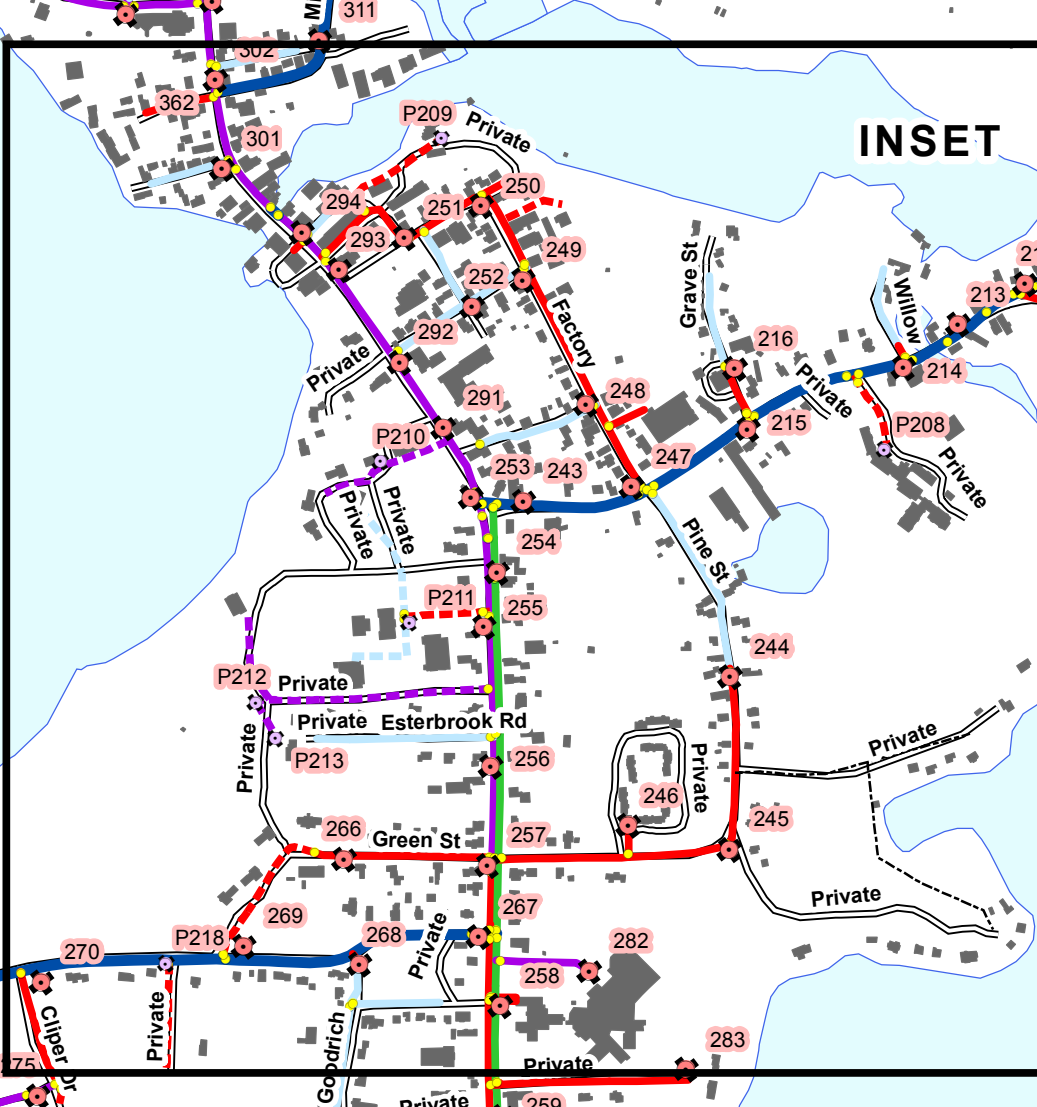 311
302
362
P209
Private
INSET
301
250
294
251
293
249
Grave St
252
Willow
213
Factory
292
216
Private
214
248
Private
291
215
P208
P210
253
243
247
Private
Private
Private
254
Pine St
P211
255
244
P212
Private
Private
Esterbrook Rd
Private
Private
P213
256
Private
246
245
266
Green St
257
Private
267
269
P218
268
Private
282
270
258
Private
Cliper Dr
Goodrich
283
Private
275
Private
259